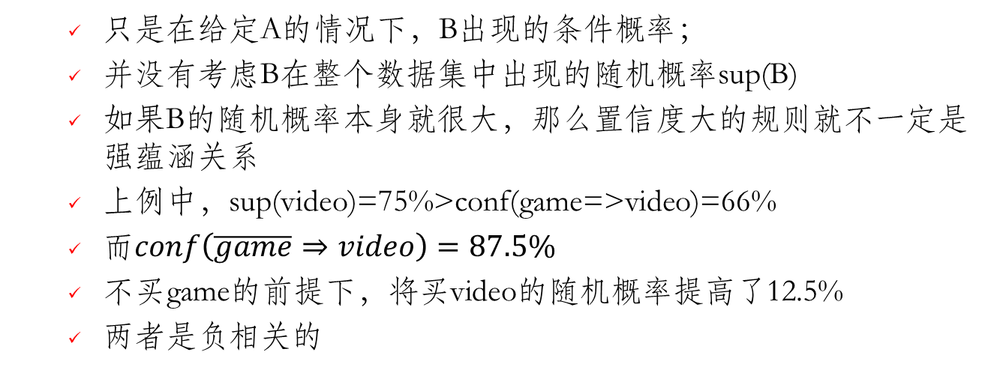 ✓ 只是在给定A的情况下，B出现的条件概率；
✓ 并没有考虑B在整个数据集中出现的随机概率sup(B)
✓ 如果B的随机概率本身就很大，那么置信度大的规则就不一定是
强蕴涵关系
✓ 上例中，sup(video)=75%>conf(game=>video)=66%
✓ 而𝑐𝑜𝑛𝑓(\overline{𝑔𝑎𝑚𝑒} ⇒ 𝑣𝑖𝑑𝑒𝑜) = 87.5%
✓ 不买game的前提下，将买video的随机概率提高了12.5%
✓ 两者是负相关的